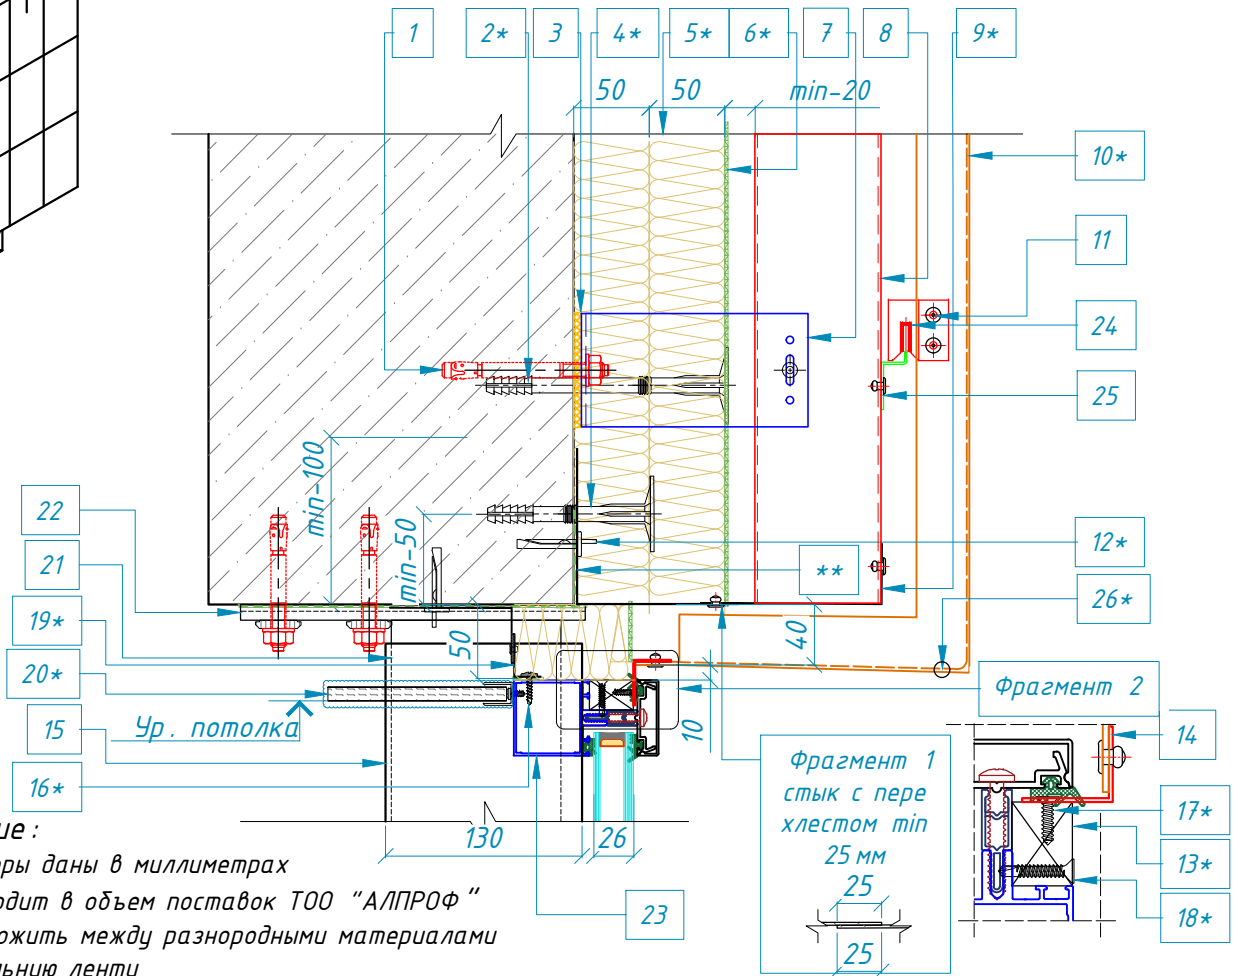 1 2* 3 4* 5* 6* 7 8 9*
50 50 min-20
10*
11
24
25
min-100
22
min-50
12*
21
**
26*
19*
50
40
20*
Фрагмент 2
Ур. потолка
15
10
14
Фрагмент 1
стык с пере
хлестом min
25 мм
16*
17*
130
26
13*
25
23
18*
25
ие:
ры даны в миллиметрах
одит в объем поставок ТОО "АЛПРОФ"
ожить между разнородными материалами
ьнию ленти